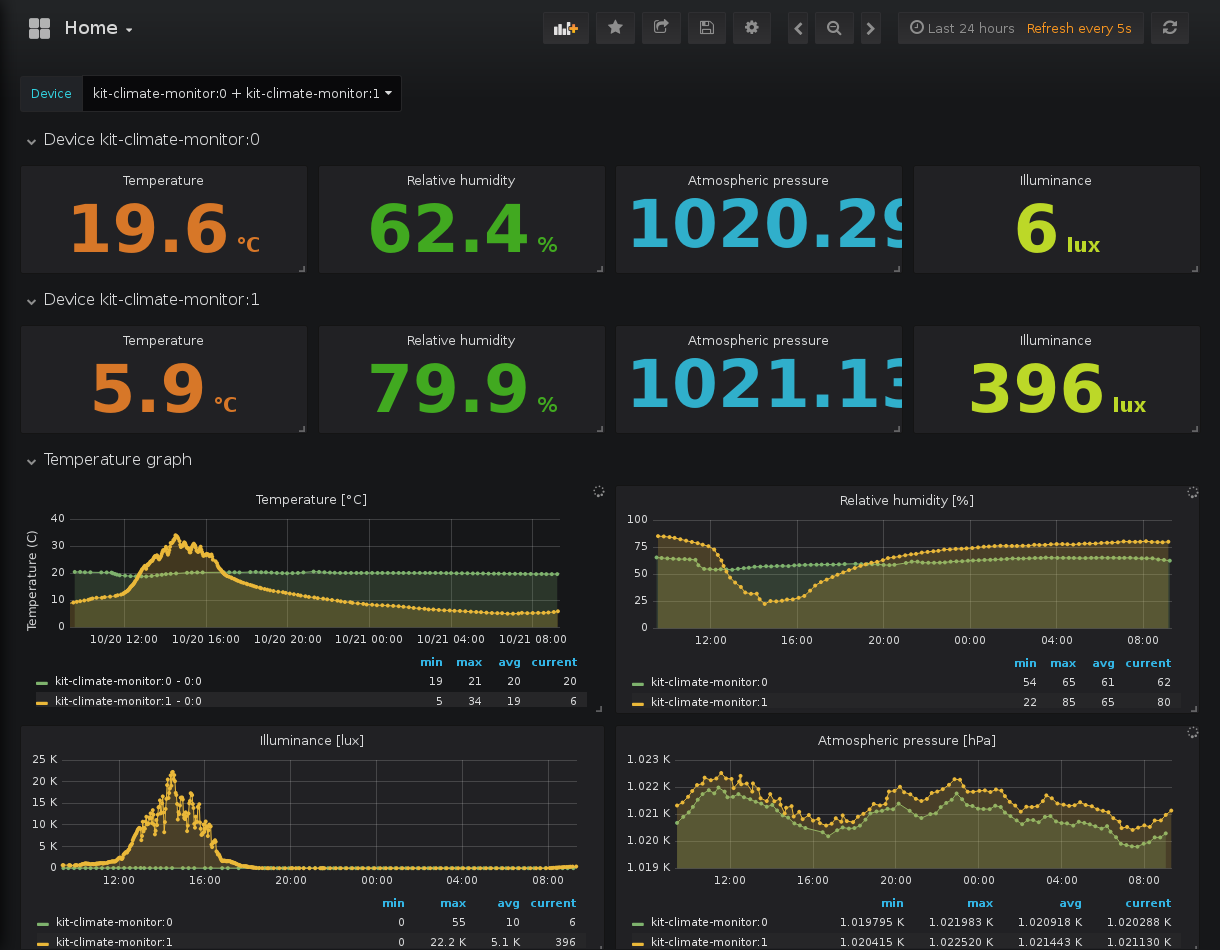 Home
Last 24 hours Refresh every 5s
Device kit-climate-monitor:0 + kit-climate-monitor:1
Device kit-climate-monitor:0
Temperature Relative humidity Atmospheric pressure Illuminance
19.6 °C 62.4 % 1020.29 6 lux
Device kit-climate-monitor:1
Temperature Relative humidity Atmospheric pressure Illuminance
5.9 °C 79.9 % 1021.13 396 lux
Temperature graph
Temperature [°C]
Temperature (C)
40
30
20
10
0
10/20 12:00 10/20 16:00 10/20 20:00 10/21 00:00 10/21 04:00 10/21 08:00
min max avg current
kit-climate-monitor:0 - 0:0 19 21 20 20
kit-climate-monitor:1 - 0:0 5 34 19 6
Relative humidity [%]
100
75
50
25
0
12:00 16:00 20:00 00:00 04:00 08:00
min max avg current
kit-climate-monitor:0 54 65 61 62
kit-climate-monitor:1 22 85 65 80
Illuminance [lux]
25 K
20 K
15 K
10 K
5 K
0
12:00 16:00 20:00 00:00 04:00 08:00
min max avg current
kit-climate-monitor:0 0 55 10 6
kit-climate-monitor:1 0 22.2 K 5.1 K 396
Atmospheric pressure [hPa]
1.023 K
1.022 K
1.021 K
1.020 K
1.019 K
12:00 16:00 20:00 00:00 04:00 08:00
min max avg current
kit-climate-monitor:0 1.019795 K 1.021983 K 1.020918 K 1.020288 K
kit-climate-monitor:1 1.020415 K 1.022520 K 1.021443 K 1.021130 K